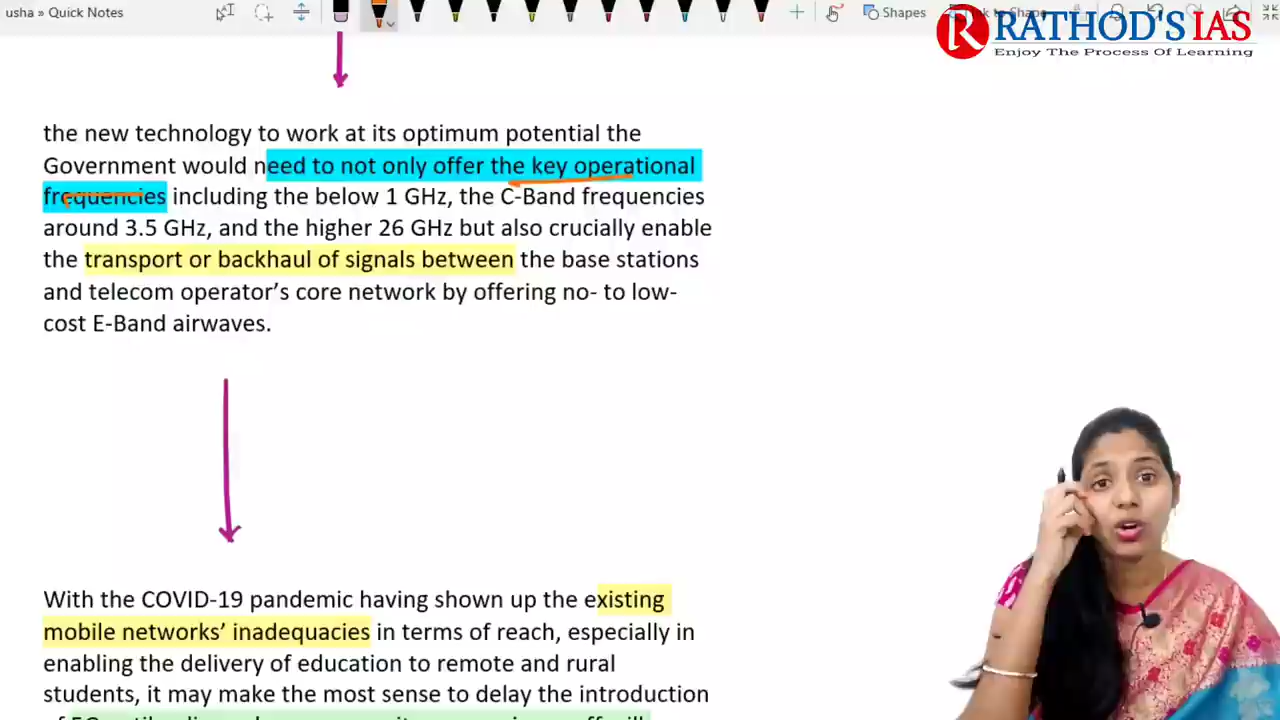 usha » Quick Notes
Shapes
RATHOD'S IAS
Enjoy The Process Of Learning
the new technology to work at its optimum potential the
Government would need to not only offer the key operational
frequencies including the below 1 GHz, the C-Band frequencies
around 3.5 GHz, and the higher 26 GHz but also crucially enable
the transport or backhaul of signals between the base stations
and telecom operator's core network by offering no- to low-
cost E-Band airwaves.
With the COVID-19 pandemic having shown up the existing
mobile networks' inadequacies in terms of reach, especially in
enabling the delivery of education to remote and rural
students, it may make the most sense to delay the introduction